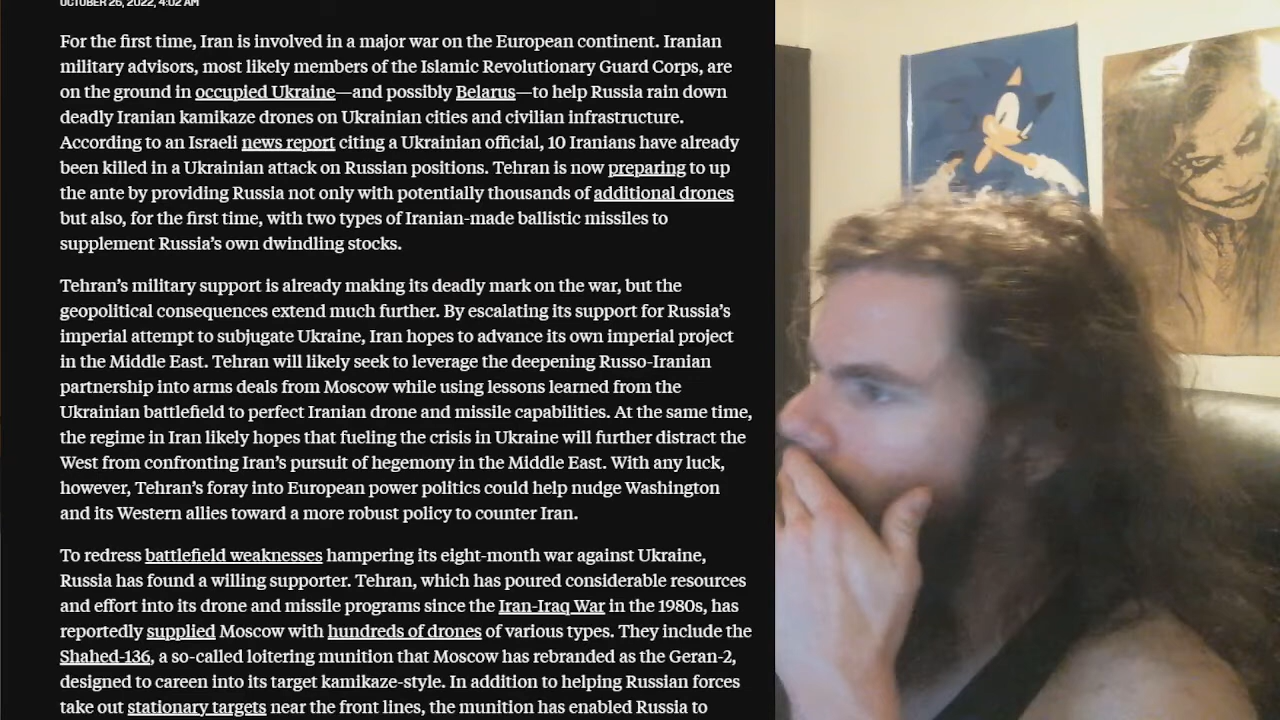 OCTOBER 26, 2022, 4:02 AM
For the first time, Iran is involved in a major war on the European continent. Iranian
military advisors, most likely members of the Islamic Revolutionary Guard Corps, are
on the ground in occupied Ukraine—and possibly Belarus—to help Russia rain down
deadly Iranian kamikaze drones on Ukrainian cities and civilian infrastructure.
According to an Israeli news report citing a Ukrainian official, 10 Iranians have already
been killed in a Ukrainian attack on Russian positions. Tehran is now preparing to up
the ante by providing Russia not only with potentially thousands of additional drones
but also, for the first time, with two types of Iranian-made ballistic missiles to
supplement Russia’s own dwindling stocks.
Tehran’s military support is already making its deadly mark on the war, but the
geopolitical consequences extend much further. By escalating its support for Russia’s
imperial attempt to subjugate Ukraine, Iran hopes to advance its own imperial project
in the Middle East. Tehran will likely seek to leverage the deepening Russo-Iranian
partnership into arms deals from Moscow while using lessons learned from the
Ukrainian battlefield to perfect Iranian drone and missile capabilities. At the same time,
the regime in Iran likely hopes that fueling the crisis in Ukraine will further distract the
West from confronting Iran’s pursuit of hegemony in the Middle East. With any luck,
however, Tehran’s foray into European power politics could help nudge Washington
and its Western allies toward a more robust policy to counter Iran.
To redress battlefield weaknesses hampering its eight-month war against Ukraine,
Russia has found a willing supporter. Tehran, which has poured considerable resources
and effort into its drone and missile programs since the Iran-Iraq War in the 1980s, has
reportedly supplied Moscow with hundreds of drones of various types. They include the
Shahed-136, a so-called loitering munition that Moscow has rebranded as the Geran-2,
designed to careen into its target kamikaze-style. In addition to helping Russian forces
take out stationary targets near the front lines, the munition has enabled Russia to